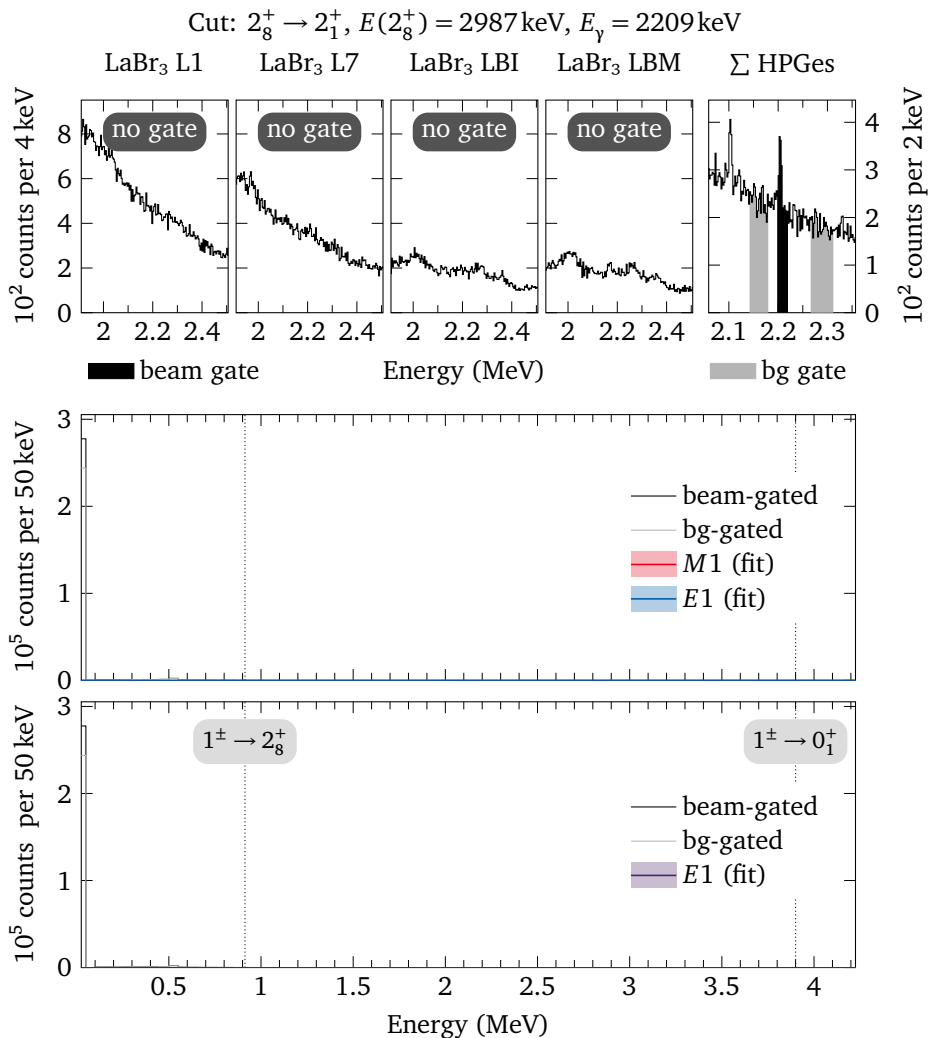 Cut: 2₈⁺ → 2₁⁺, E(2₈⁺) = 2987 keV, Eγ = 2209 keV
LaBr₃ L1 LaBr₃ L7 LaBr₃ LBI LaBr₃ LBM ∑ HPGes
no gate no gate no gate no gate
10² counts per 4 keV
0 2 4 6 8
10² counts per 2 keV
0 1 2 3 4
2 2.2 2.4 2 2.2 2.4 2 2.2 2.4 2 2.2 2.4 2.1 2.2 2.3
beam gate Energy (MeV) bg gate
10⁵ counts per 50 keV
0 1 2 3
beam-gated
bg-gated
M1 (fit)
E1 (fit)
10⁵ counts per 50 keV
0 1 2 3
1± → 2₈⁺ 1± → 0₁⁺
beam-gated
bg-gated
E1 (fit)
0.5 1 1.5 2 2.5 3 3.5 4
Energy (MeV)